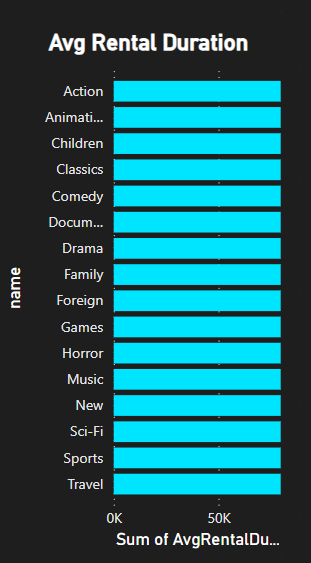 Avg Rental Duration
Action
Animati...
Children
Classics
Comedy
Docum...
Drama
Family
Foreign
Games
Horror
Music
New
Sci-Fi
Sports
Travel
name
0K 50K
Sum of AvgRentalDu...